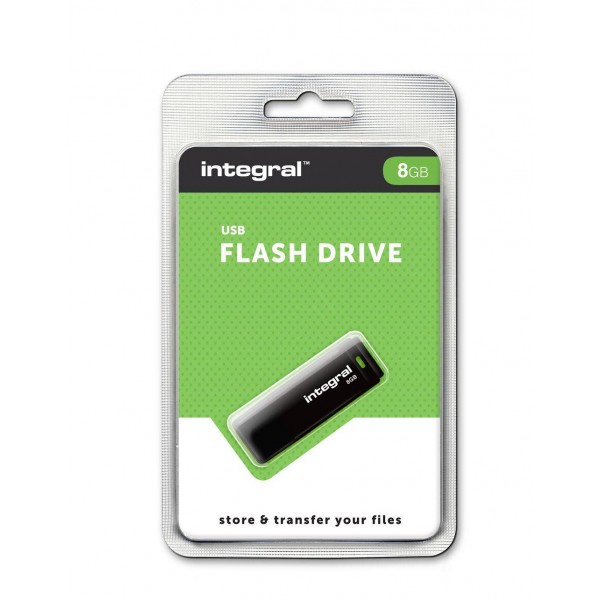 integral™
8GB
USB
FLASH DRIVE
integral
8GB
store & transfer your files